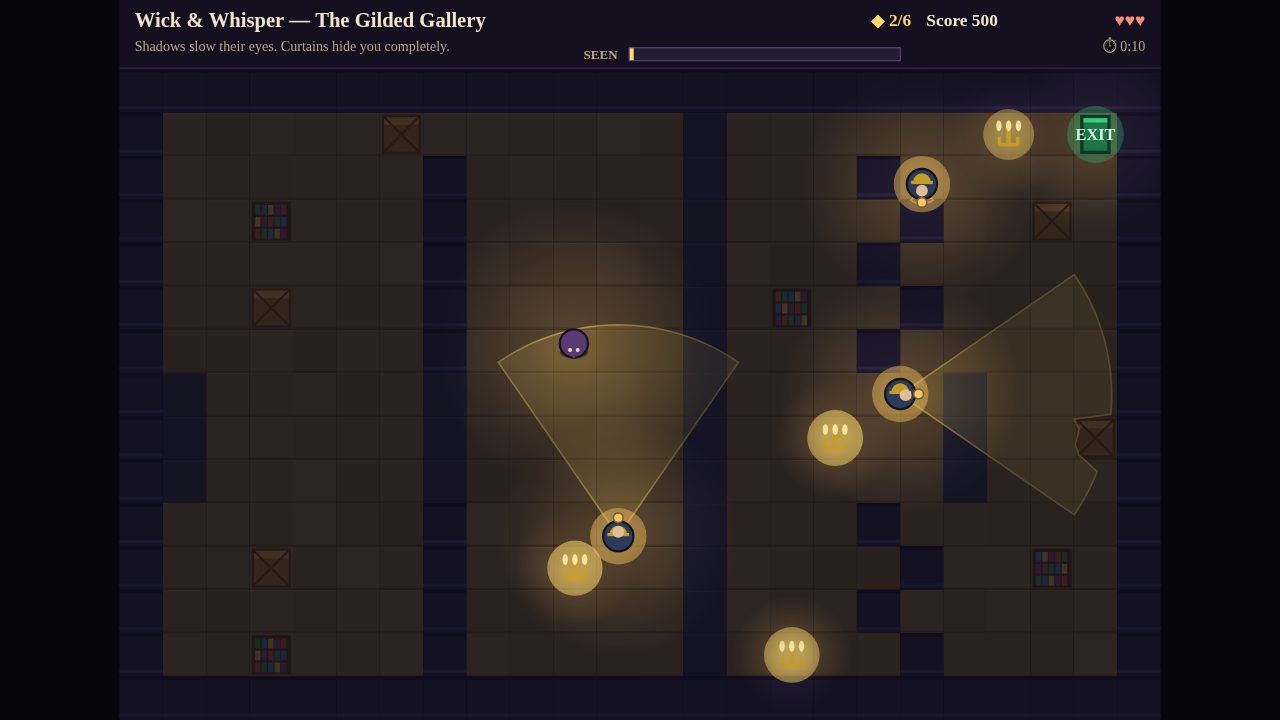 Wick & Whisper — The Gilded Gallery
◆ 2/6 Score 500 ♥♥♥
Shadows slow their eyes. Curtains hide you completely.
SEEN
⏱ 0:10
EXIT